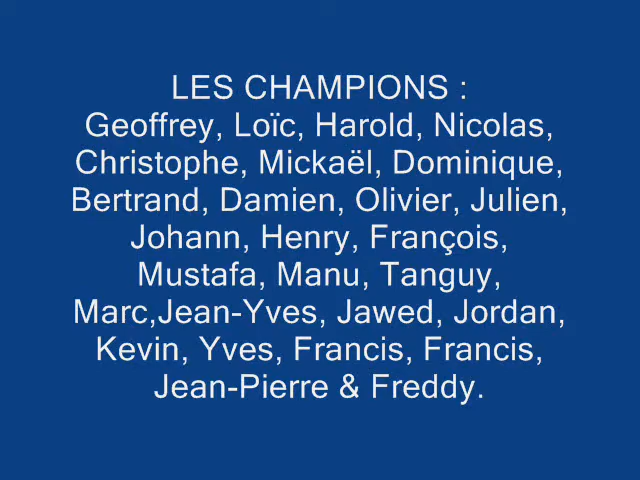 LES CHAMPIONS :
Geoffrey, Loïc, Harold, Nicolas,
Christophe, Mickaël, Dominique,
Bertrand, Damien, Olivier, Julien,
Johann, Henry, François,
Mustafa, Manu, Tanguy,
Marc,Jean-Yves, Jawed, Jordan,
Kevin, Yves, Francis, Francis,
Jean-Pierre & Freddy.